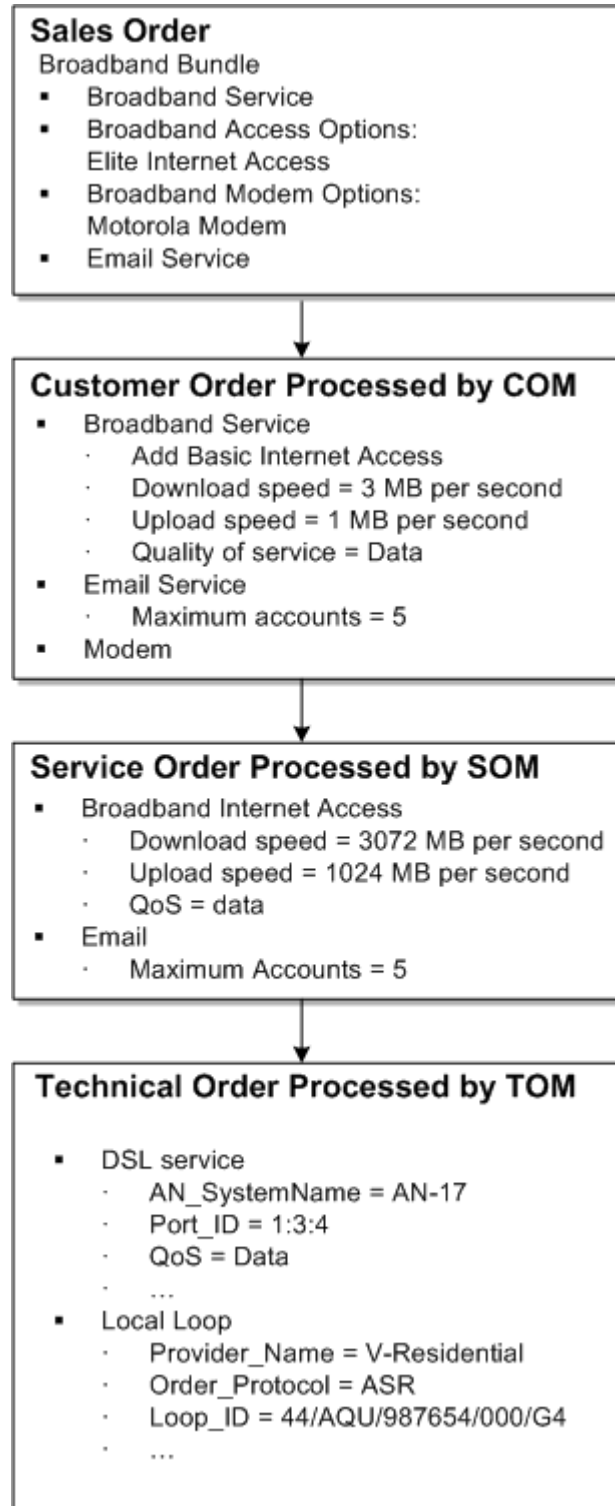 Sales Order
Broadband Bundle
▪ Broadband Service
▪ Broadband Access Options:
Elite Internet Access
▪ Broadband Modem Options:
Motorola Modem
▪ Email Service
Customer Order Processed by COM
▪ Broadband Service
· Add Basic Internet Access
· Download speed = 3 MB per second
· Upload speed = 1 MB per second
· Quality of service = Data
▪ Email Service
· Maximum accounts = 5
▪ Modem
Service Order Processed by SOM
▪ Broadband Internet Access
· Download speed = 3072 MB per second
· Upload speed = 1024 MB per second
· QoS = data
▪ Email
· Maximum Accounts = 5
Technical Order Processed by TOM
▪ DSL service
· AN_SystemName = AN-17
· Port_ID = 1:3:4
· QoS = Data
· ...
▪ Local Loop
· Provider_Name = V-Residential
· Order_Protocol = ASR
· Loop_ID = 44/AQU/987654/000/G4
· ...